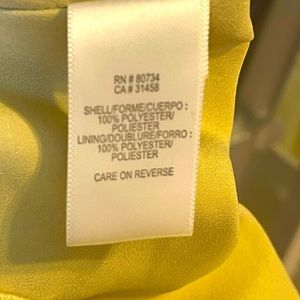 RN # 80734
CA # 31458
SHELL/FORME/CUERPO :
100% POLYESTER/
POLIESTER
LINING/DOUBLURE/FORRO :
100% POLYESTER/
POLIESTER
CARE ON REVERSE